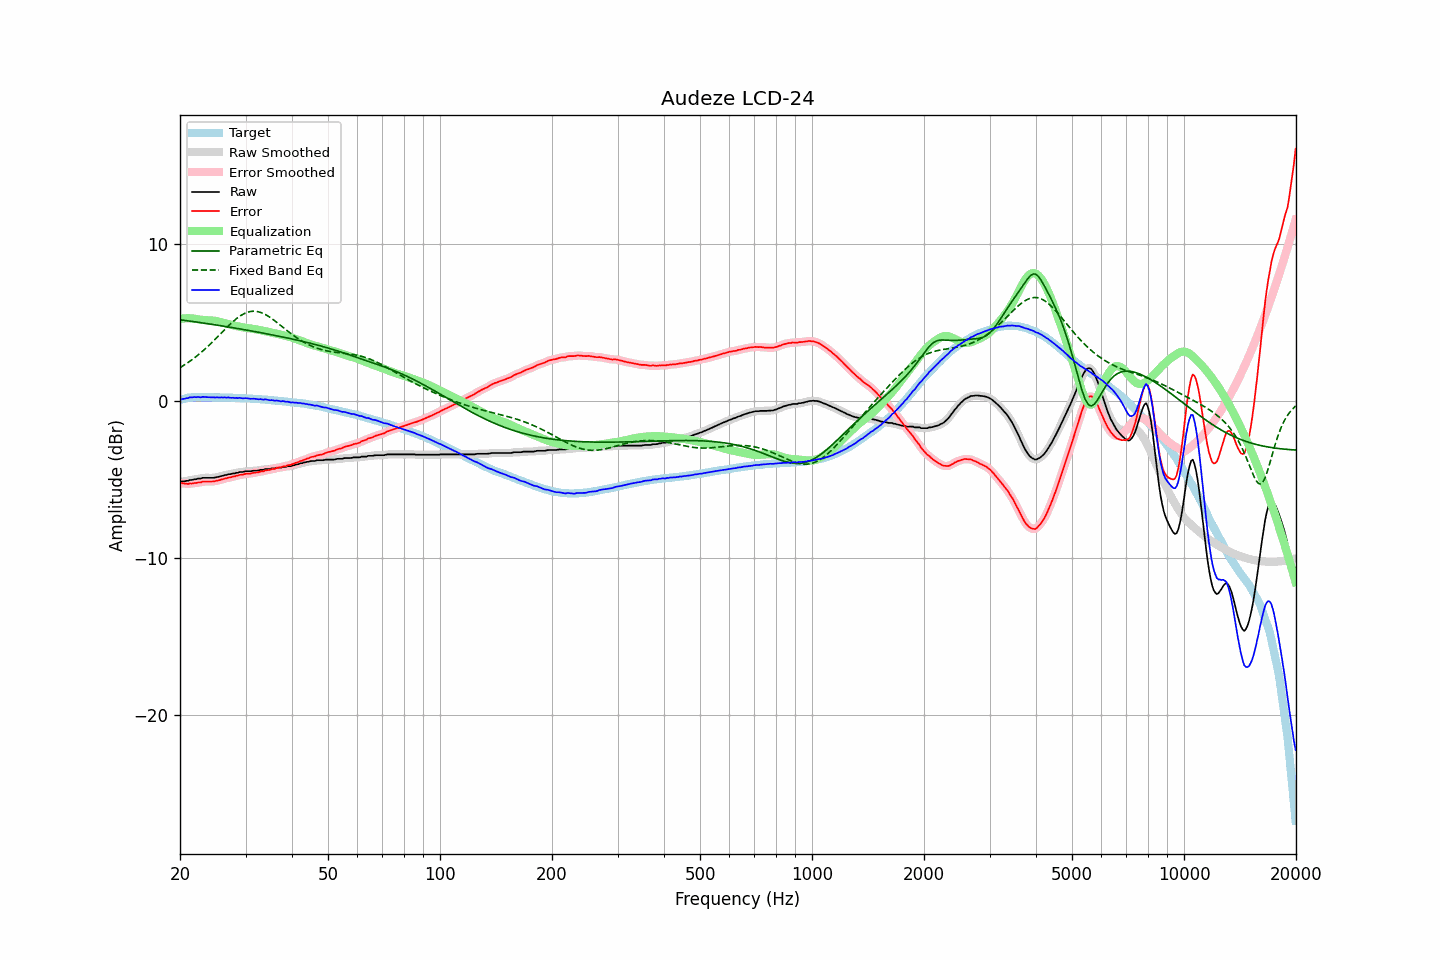 Audeze LCD-24
Target
Raw Smoothed
Error Smoothed
Raw
Error
Equalization
Parametric Eq
Fixed Band Eq
Equalized
10
0
−10
−20
Amplitude (dBr)
20 50 100 200 500 1000 2000 5000 10000 20000
Frequency (Hz)